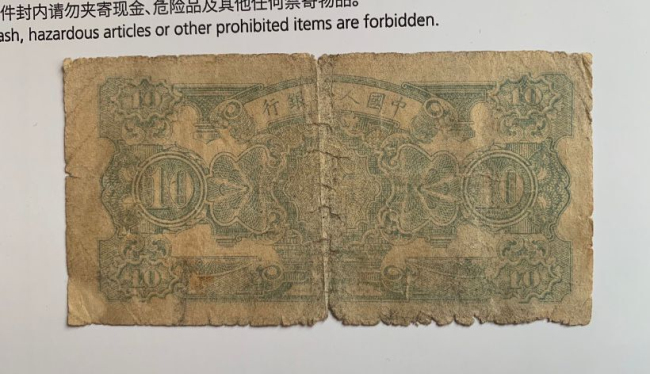 件封内请勿夹寄现金、危险品及其他任何禁寄物品。
ash, hazardous articles or other prohibited items are forbidden.
10 10
中國人民銀行
10 10
10 10